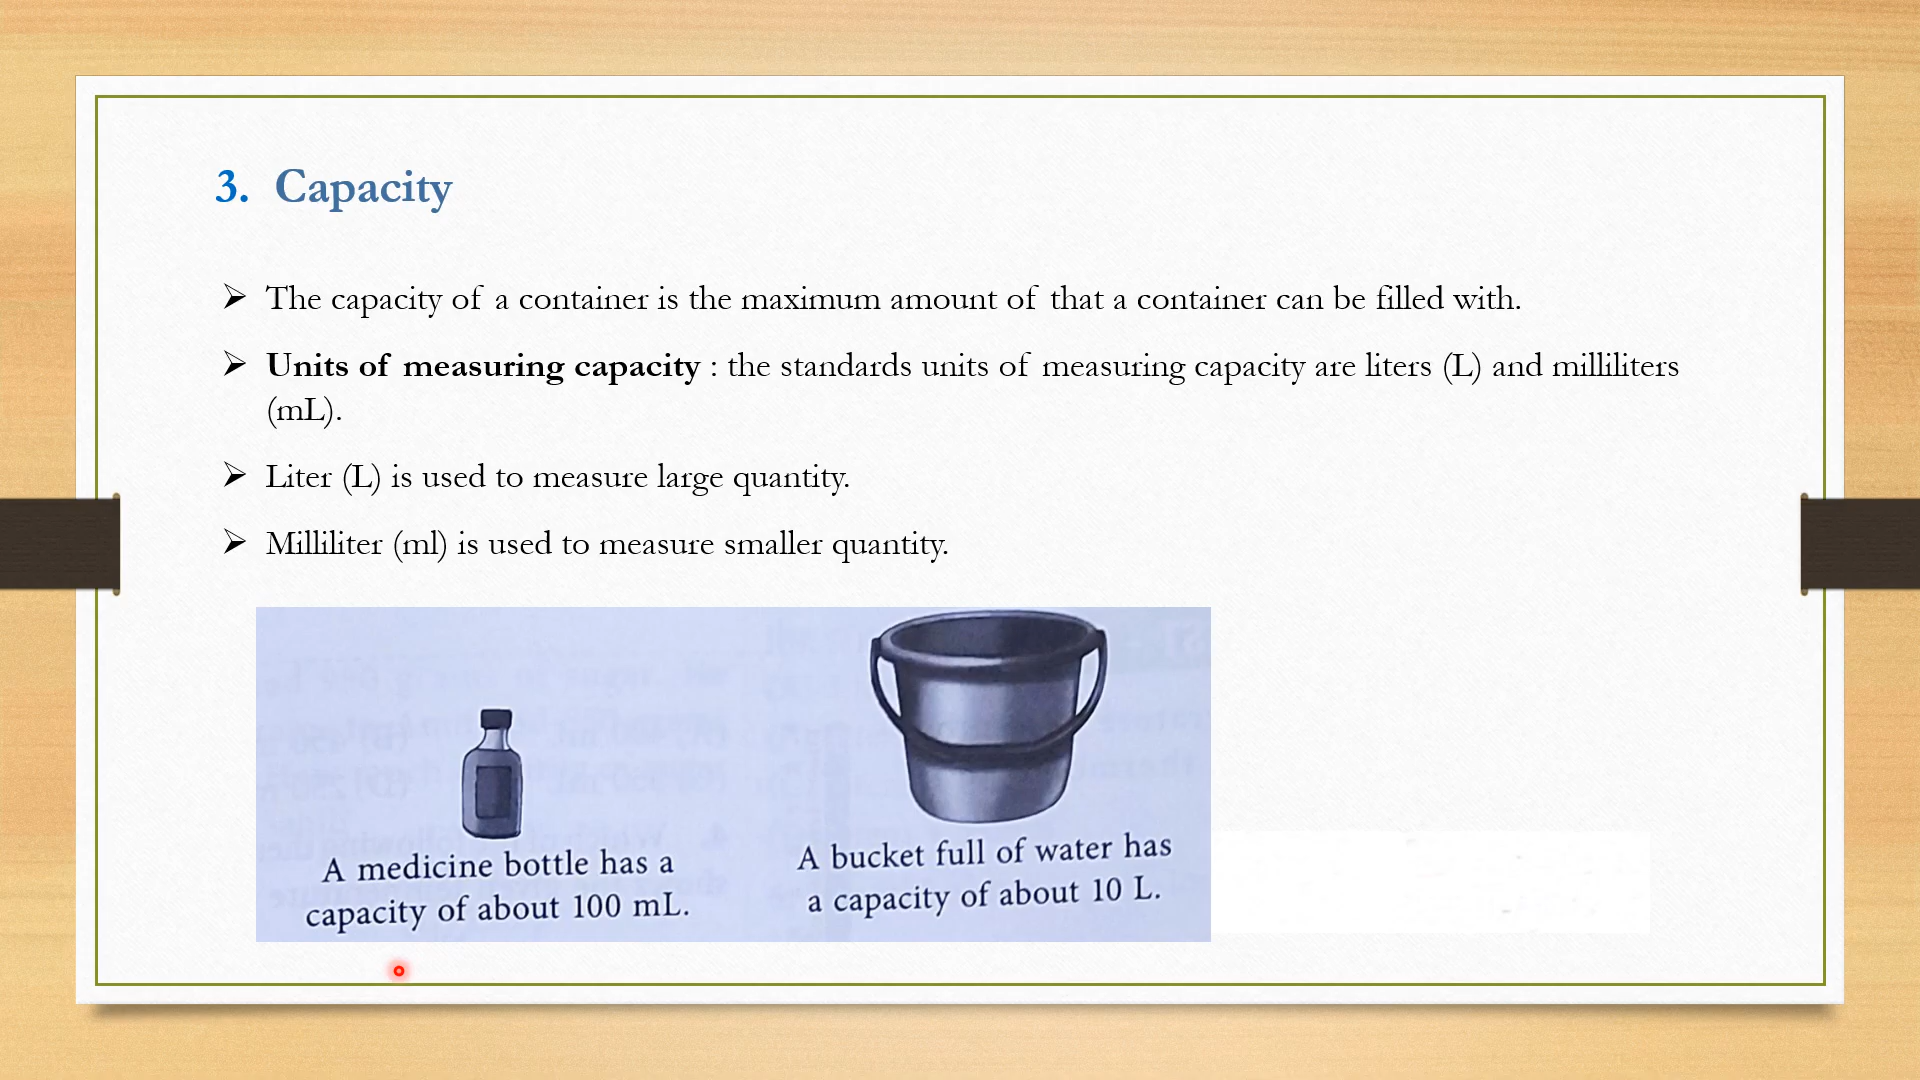 3. Capacity
➢ The capacity of a container is the maximum amount of that a container can be filled with.
➢ Units of measuring capacity : the standards units of measuring capacity are liters (L) and milliliters
(mL).
➢ Liter (L) is used to measure large quantity.
➢ Milliliter (ml) is used to measure smaller quantity.
A medicine bottle has a
capacity of about 100 mL.
A bucket full of water has
a capacity of about 10 L.